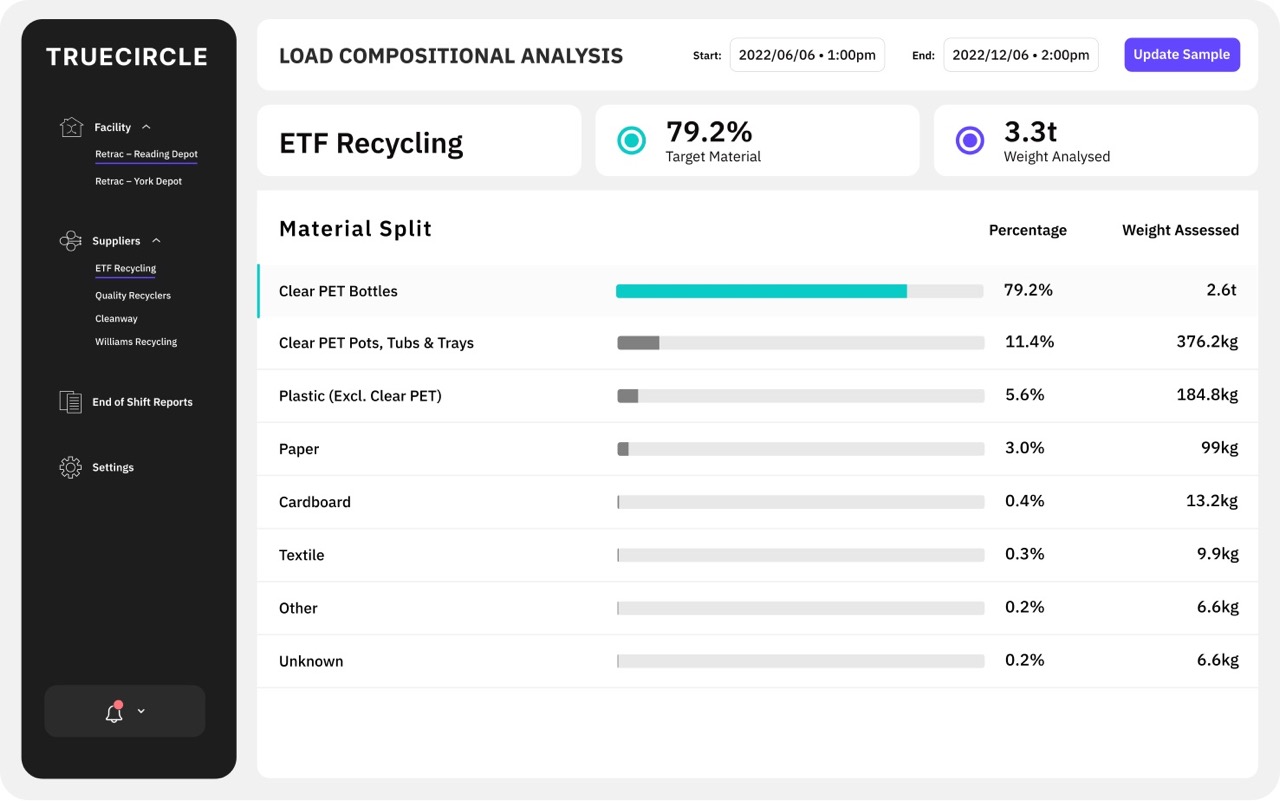 TRUECIRCLE
Facility
Retrac – Reading Depot
Retrac – York Depot
Suppliers
ETF Recycling
Quality Recyclers
Cleanway
Williams Recycling
End of Shift Reports
Settings
LOAD COMPOSITIONAL ANALYSIS
Start: 2022/06/06 • 1:00pm
End: 2022/12/06 • 2:00pm
Update Sample
ETF Recycling
79.2%
Target Material
3.3t
Weight Analysed
Material Split Percentage Weight Assessed
Clear PET Bottles 79.2% 2.6t
Clear PET Pots, Tubs & Trays 11.4% 376.2kg
Plastic (Excl. Clear PET) 5.6% 184.8kg
Paper 3.0% 99kg
Cardboard 0.4% 13.2kg
Textile 0.3% 9.9kg
Other 0.2% 6.6kg
Unknown 0.2% 6.6kg